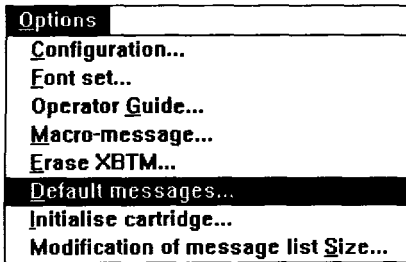 Options
Configuration...
Font set...
Operator Guide...
Macro-message...
Erase XBTM...
Default messages...
Initialise cartridge...
Modification of message list Size...